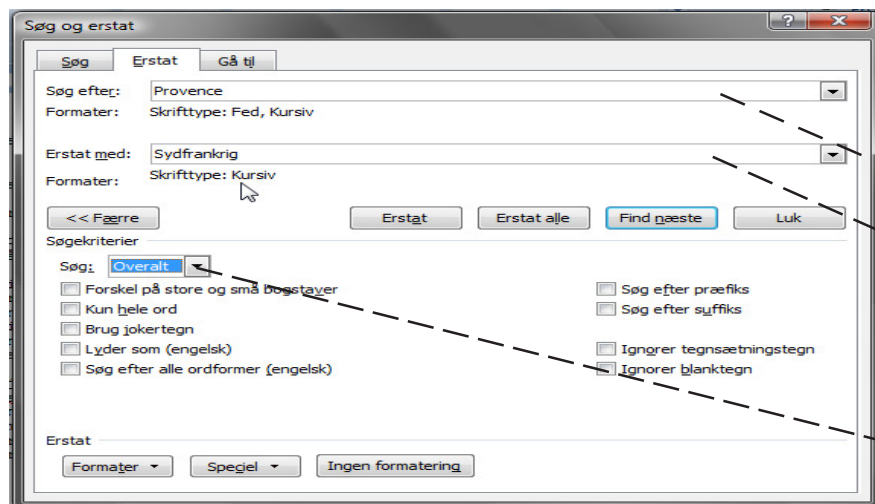 Søg og erstat
Søg Erstat Gå til
Søg efter: Provence
Formater: Skrifttype: Fed, Kursiv
Erstat med: Sydfrankrig
Formater: Skrifttype: Kursiv
<< Færre Erstat Erstat alle Find næste Luk
Søgekriterier
Søg: Overalt
Forskel på store og små bogstaver Søg efter præfiks
Kun hele ord Søg efter suffiks
Brug jokertegn
Lyder som (engelsk) Ignorer tegnsætningstegn
Søg efter alle ordformer (engelsk) Ignorer blanktegn
Erstat
Formater Speciel Ingen formatering